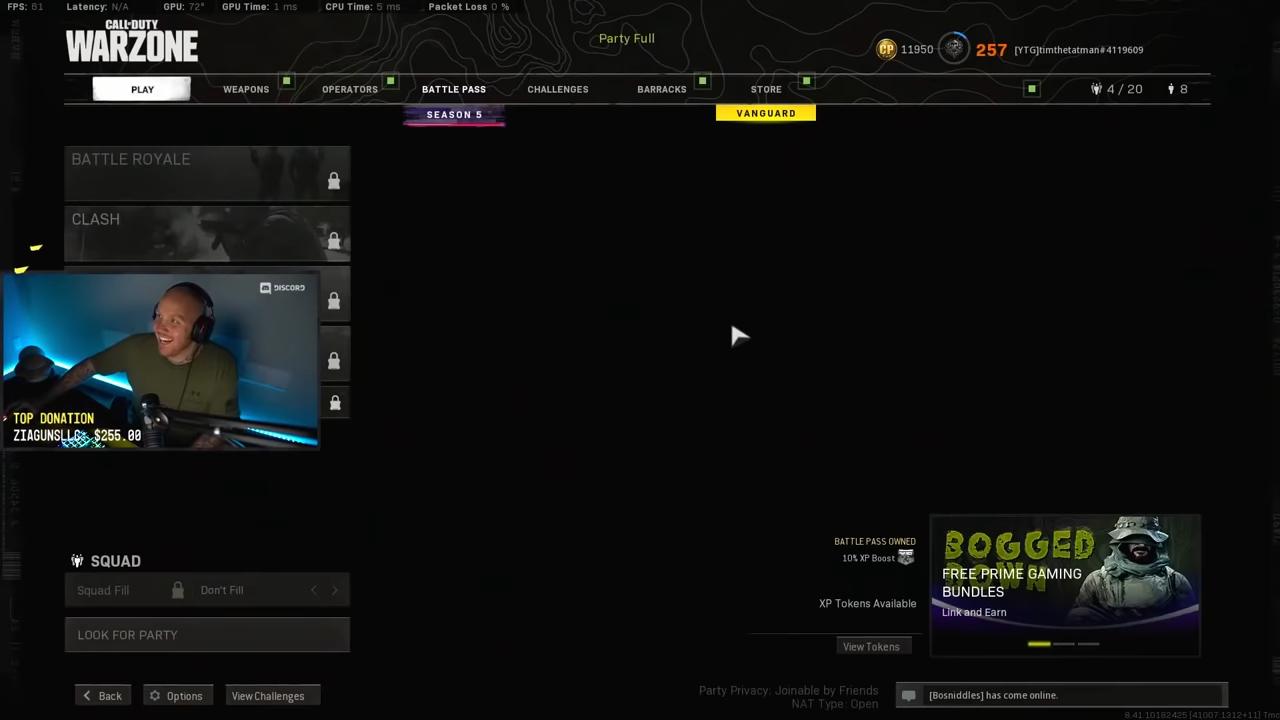 FPS: 61 Latency: N/A GPU: 72° GPU Time: 1 ms CPU Time: 5 ms Packet Loss 0 %
CALL·DUTY
WARZONE
Party Full
CP 11950 257 [YTG]timthetatman#4119609
PLAY WEAPONS OPERATORS BATTLE PASS CHALLENGES BARRACKS STORE 4 / 20 8
SEASON 5 VANGUARD
BATTLE ROYALE
CLASH
DISCORD
TOP DONATION
ZIAGUNSLLC: $255.00
SQUAD
Squad Fill Don't Fill
LOOK FOR PARTY
BATTLE PASS OWNED
10% XP Boost
XP Tokens Available
View Tokens
BOGGED
DOWN
FREE PRIME GAMING
BUNDLES
Link and Earn
Back Options View Challenges
Party Privacy: Joinable by Friends
NAT Type: Open
[Bosniddles] has come online.